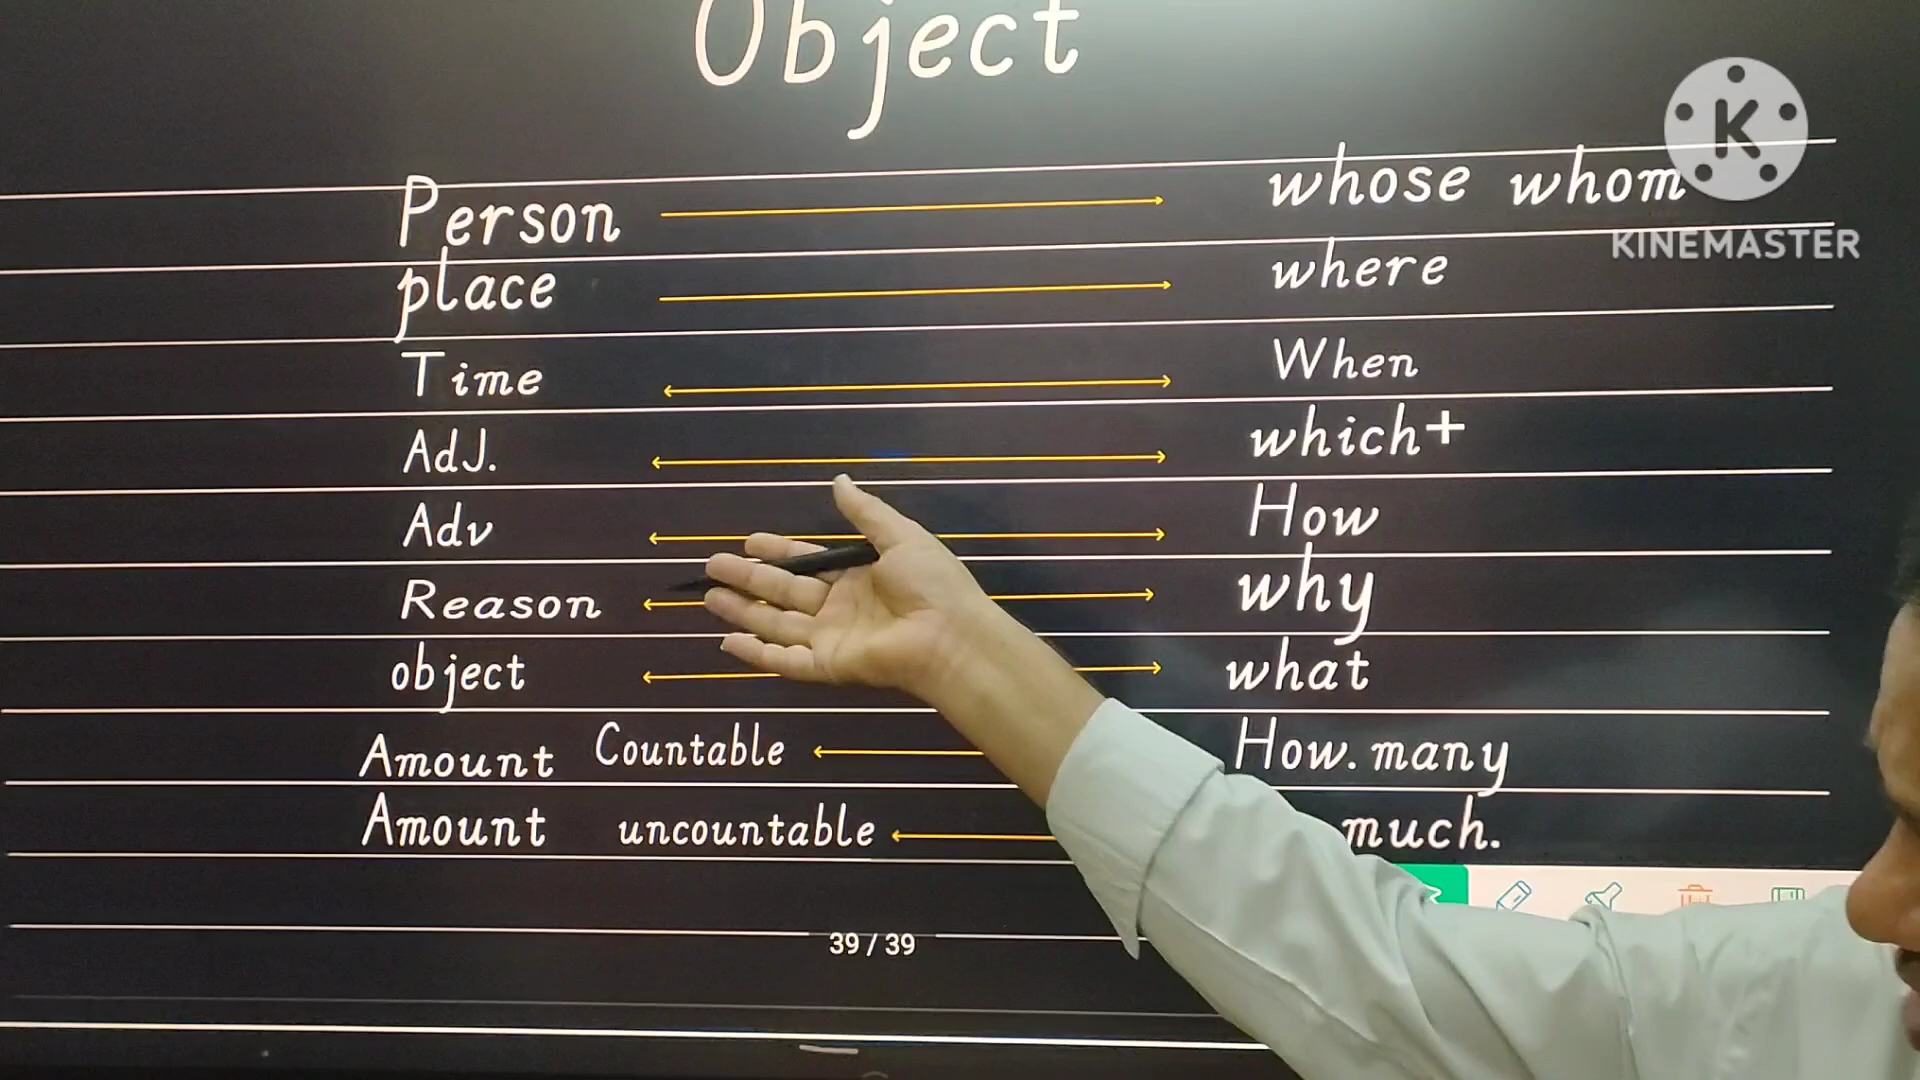 Object
Person whose whom
place where
Time When
AdJ. which+
Adv How
Reason why
object what
Amount Countable How. many
Amount uncountable much.
39 / 39
K
KINEMASTER